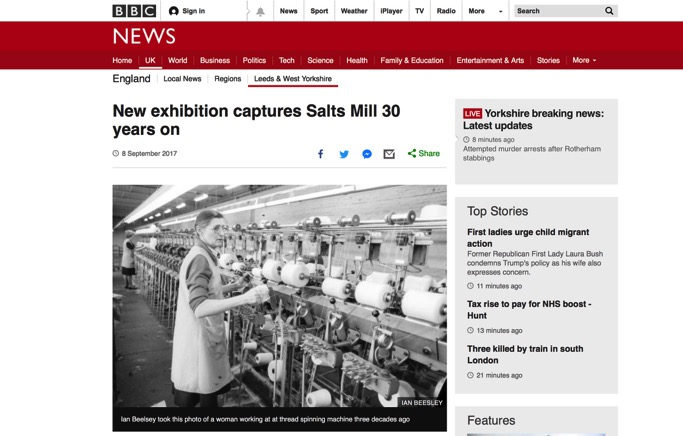 BBC
Sign in
News
Sport
Weather
iPlayer
TV
Radio
More
Search
NEWS
Home
UK
World
Business
Politics
Tech
Science
Health
Family & Education
Entertainment & Arts
Stories
More
England
Local News
Regions
Leeds & West Yorkshire
New exhibition captures Salts Mill 30
years on
8 September 2017
Share
IAN BEESLEY
Ian Beelsey took this photo of a woman working at at thread spinning machine three decades ago
LIVE Yorkshire breaking news:
Latest updates
8 minutes ago
Attempted murder arrests after Rotherham
stabbings
Top Stories
First ladies urge child migrant
action
Former Republican First Lady Laura Bush
condemns Trump's policy as his wife also
expresses concern.
11 minutes ago
Tax rise to pay for NHS boost -
Hunt
13 minutes ago
Three killed by train in south
London
21 minutes ago
Features